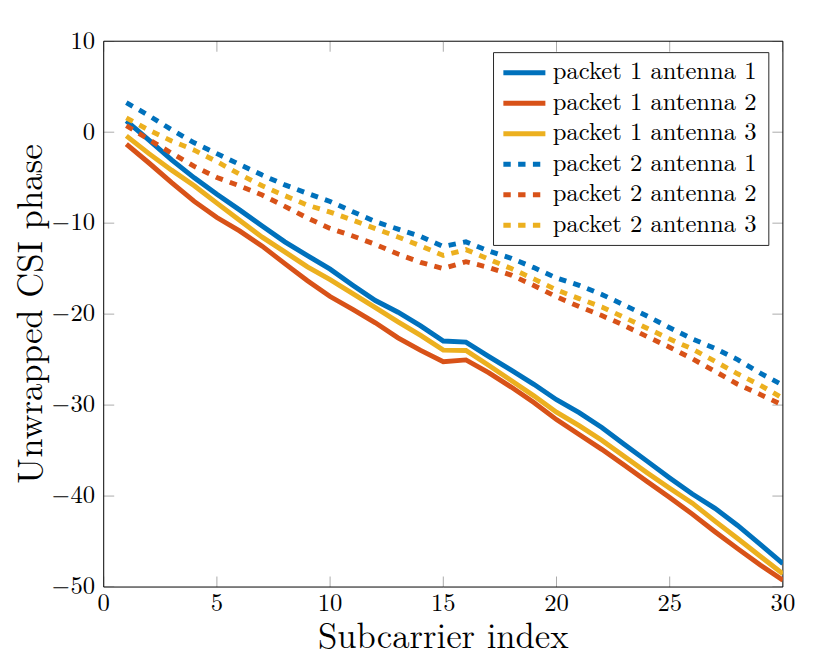 10
0
−10
−20
−30
−40
−50
0 5 10 15 20 25 30
Subcarrier index
Unwrapped CSI phase
packet 1 antenna 1
packet 1 antenna 2
packet 1 antenna 3
packet 2 antenna 1
packet 2 antenna 2
packet 2 antenna 3